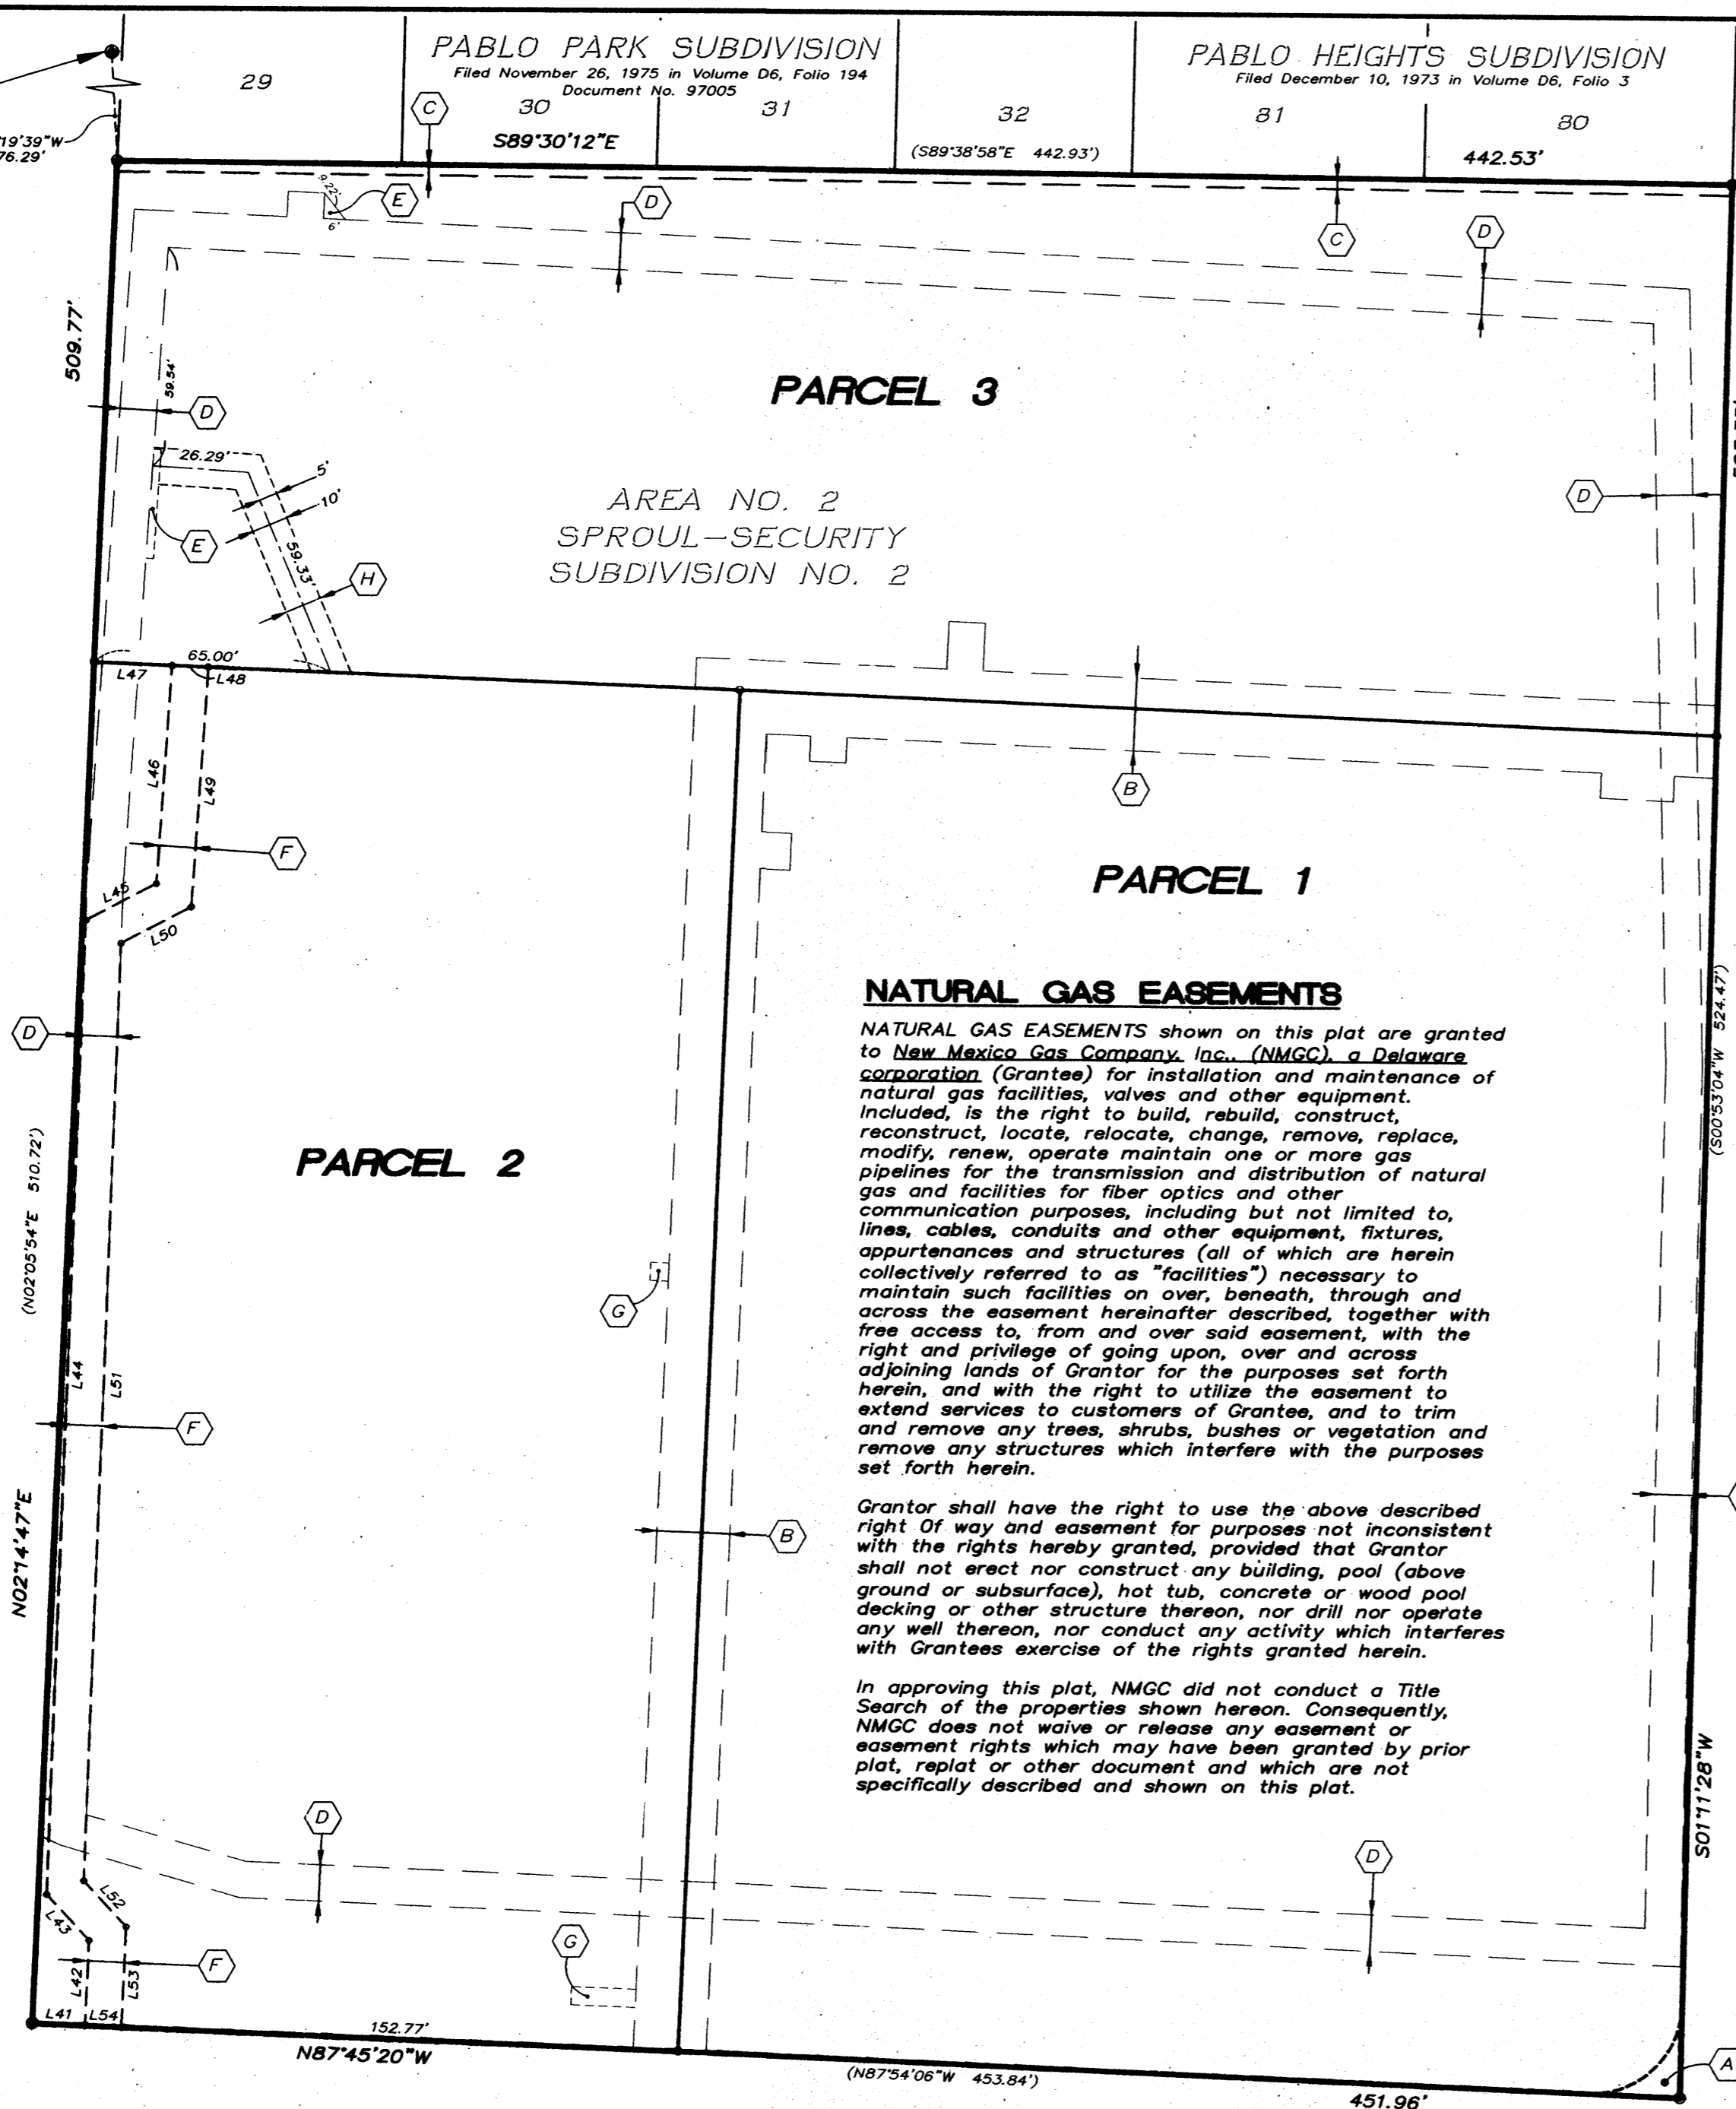 PABLO PARK SUBDIVISION
Filed November 26, 1975 in Volume D6, Folio 194
Document No. 97005
PABLO HEIGHTS SUBDIVISION
Filed December 10, 1973 in Volume D6, Folio 3
29
30
31
32
81
80
C
19'39"W
76.29'
S89°30'12"E
(S89°38'58"E 442.93')
442.53'
9.22'
6'
E
D
C
D
509.77'
59.54'
D
PARCEL 3
26.29'
5'
10'
59.33'
E
H
AREA NO. 2
SPROUL-SECURITY
SUBDIVISION NO. 2
D
65.00'
L47
L48
L46
L49
F
B
L45
L50
PARCEL 1
D
(S00°53'04"W 524.47')
NATURAL GAS EASEMENTS
NATURAL GAS EASEMENTS shown on this plat are granted
to New Mexico Gas Company, Inc., (NMGC), a Delaware
corporation (Grantee) for installation and maintenance of
natural gas facilities, valves and other equipment.
Included, is the right to build, rebuild, construct,
reconstruct, locate, relocate, change, remove, replace,
modify, renew, operate maintain one or more gas
pipelines for the transmission and distribution of natural
gas and facilities for fiber optics and other
communication purposes, including but not limited to,
lines, cables, conduits and other equipment, fixtures,
appurtenances and structures (all of which are herein
collectively referred to as "facilities") necessary to
maintain such facilities on over, beneath, through and
across the easement hereinafter described, together with
free access to, from and over said easement, with the
right and privilege of going upon, over and across
adjoining lands of Grantor for the purposes set forth
herein, and with the right to utilize the easement to
extend services to customers of Grantee, and to trim
and remove any trees, shrubs, bushes or vegetation and
remove any structures which interfere with the purposes
set forth herein.
Grantor shall have the right to use the above described
right Of way and easement for purposes not inconsistent
with the rights hereby granted, provided that Grantor
shall not erect nor construct any building, pool (above
ground or subsurface), hot tub, concrete or wood pool
decking or other structure thereon, nor drill nor operate
any well thereon, nor conduct any activity which interferes
with Grantees exercise of the rights granted herein.
In approving this plat, NMGC did not conduct a Title
Search of the properties shown hereon. Consequently,
NMGC does not waive or release any easement or
easement rights which may have been granted by prior
plat, replat or other document and which are not
specifically described and shown on this plat.
(N02°05'54"E 510.72')
PARCEL 2
G
L44
L51
F
N02°14'47"E
B
S01°11'28"W
D
D
L52
L43
G
F
L42
L53
L41
L54
152.77'
N87°45'20"W
(N87°54'06"W 453.84')
451.96'
A